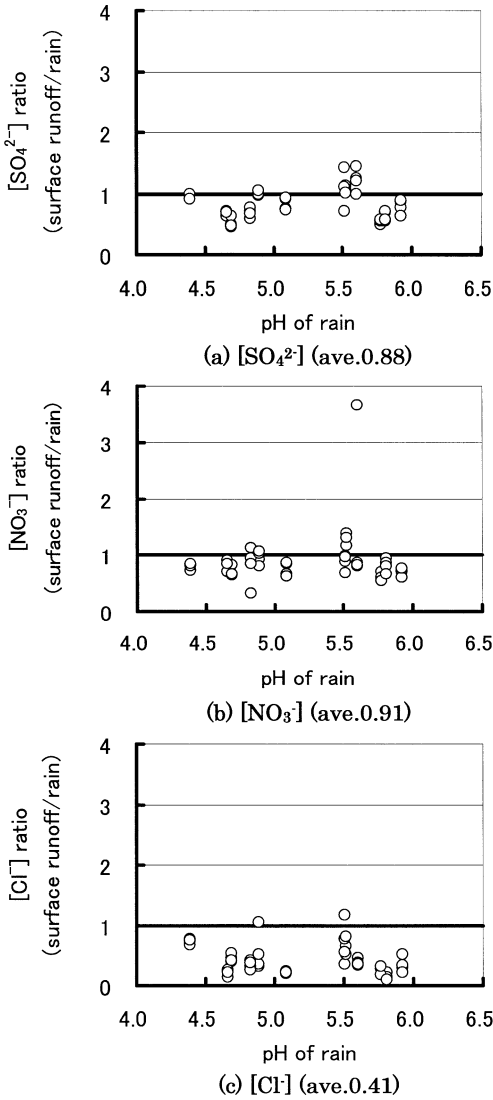 [SO₄²⁻] ratio
(surface runoff/rain)
4
3
2
1
0
4.0 4.5 5.0 5.5 6.0 6.5
pH of rain
(a) [SO₄²⁻] (ave.0.88)
[NO₃⁻] ratio
(surface runoff/rain)
4
3
2
1
0
4.0 4.5 5.0 5.5 6.0 6.5
pH of rain
(b) [NO₃⁻] (ave.0.91)
[Cl⁻] ratio
(surface runoff/rain)
4
3
2
1
0
4.0 4.5 5.0 5.5 6.0 6.5
pH of rain
(c) [Cl⁻] (ave.0.41)